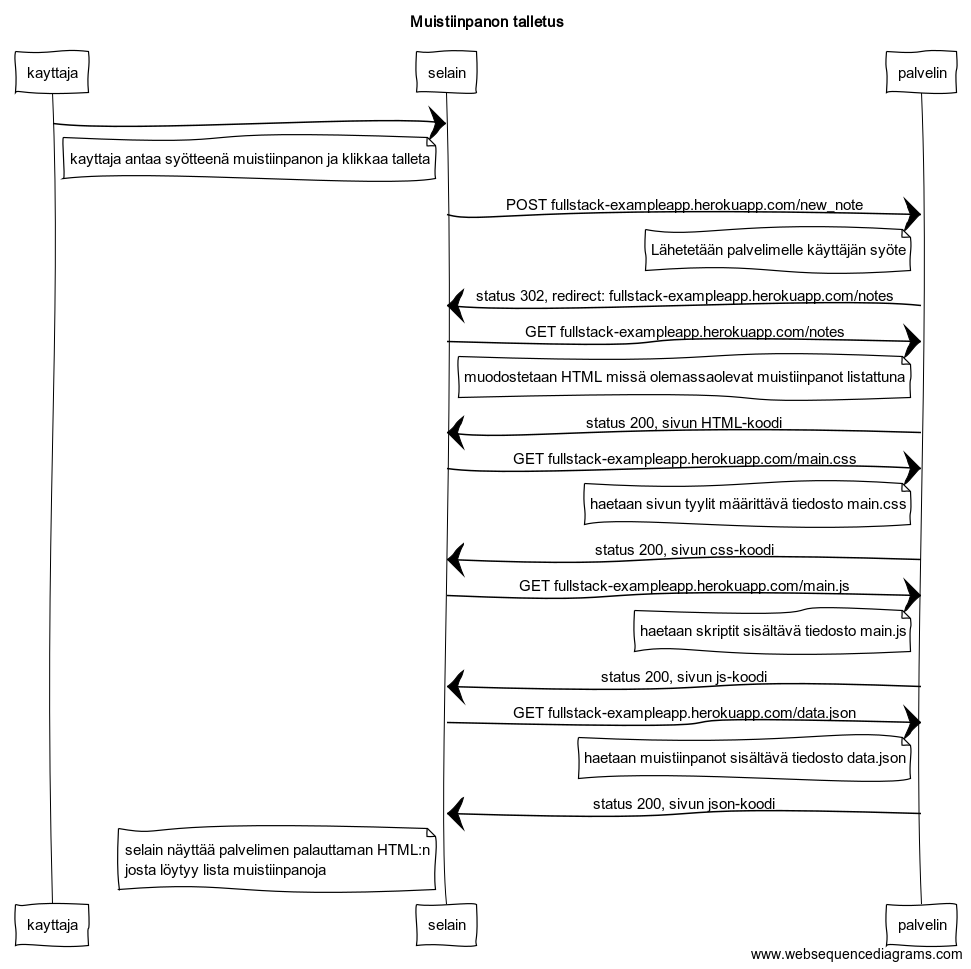 Muistiinpanon talletus
kayttaja
selain
palvelin
kayttaja antaa syötteenä muistiinpanon ja klikkaa talleta
POST fullstack-exampleapp.herokuapp.com/new_note
Lähetetään palvelimelle käyttäjän syöte
status 302, redirect: fullstack-exampleapp.herokuapp.com/notes
GET fullstack-exampleapp.herokuapp.com/notes
muodostetaan HTML missä olemassaolevat muistiinpanot listattuna
status 200, sivun HTML-koodi
GET fullstack-exampleapp.herokuapp.com/main.css
haetaan sivun tyylit määrittävä tiedosto main.css
status 200, sivun css-koodi
GET fullstack-exampleapp.herokuapp.com/main.js
haetaan skriptit sisältävä tiedosto main.js
status 200, sivun js-koodi
GET fullstack-exampleapp.herokuapp.com/data.json
haetaan muistiinpanot sisältävä tiedosto data.json
status 200, sivun json-koodi
selain näyttää palvelimen palauttaman HTML:n
josta löytyy lista muistiinpanoja
kayttaja
selain
palvelin
www.websequencediagrams.com